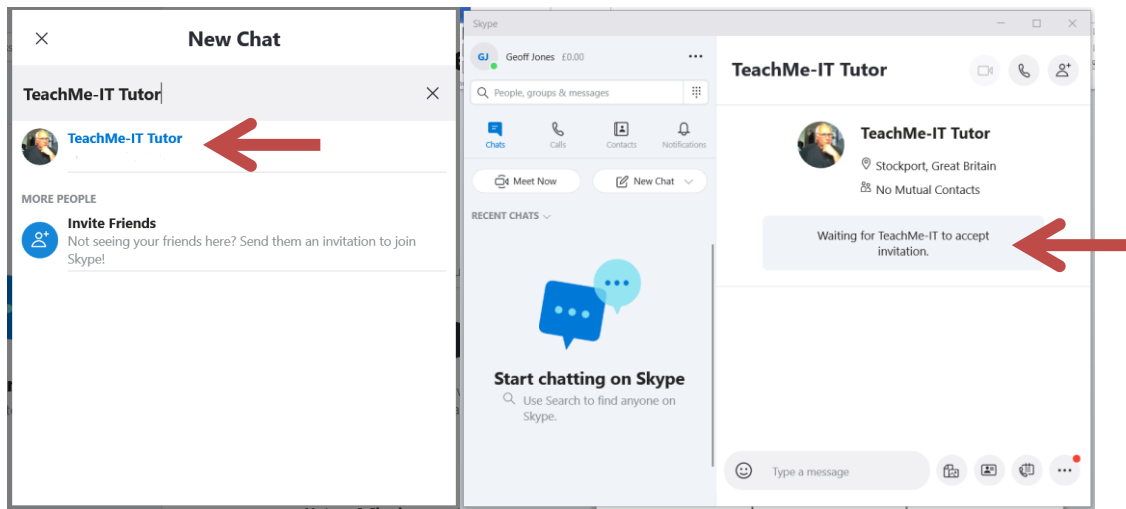 New Chat
TeachMe-IT Tutor
TeachMe-IT Tutor
MORE PEOPLE
Invite Friends
Not seeing your friends here? Send them an invitation to join
Skype!
Skype
GJ Geoff Jones £0.00
People, groups & messages
Chats Calls Contacts Notifications
Meet Now New Chat
RECENT CHATS
Start chatting on Skype
Use Search to find anyone on
Skype.
TeachMe-IT Tutor
TeachMe-IT Tutor
Stockport, Great Britain
No Mutual Contacts
Waiting for TeachMe-IT to accept
invitation.
Type a message